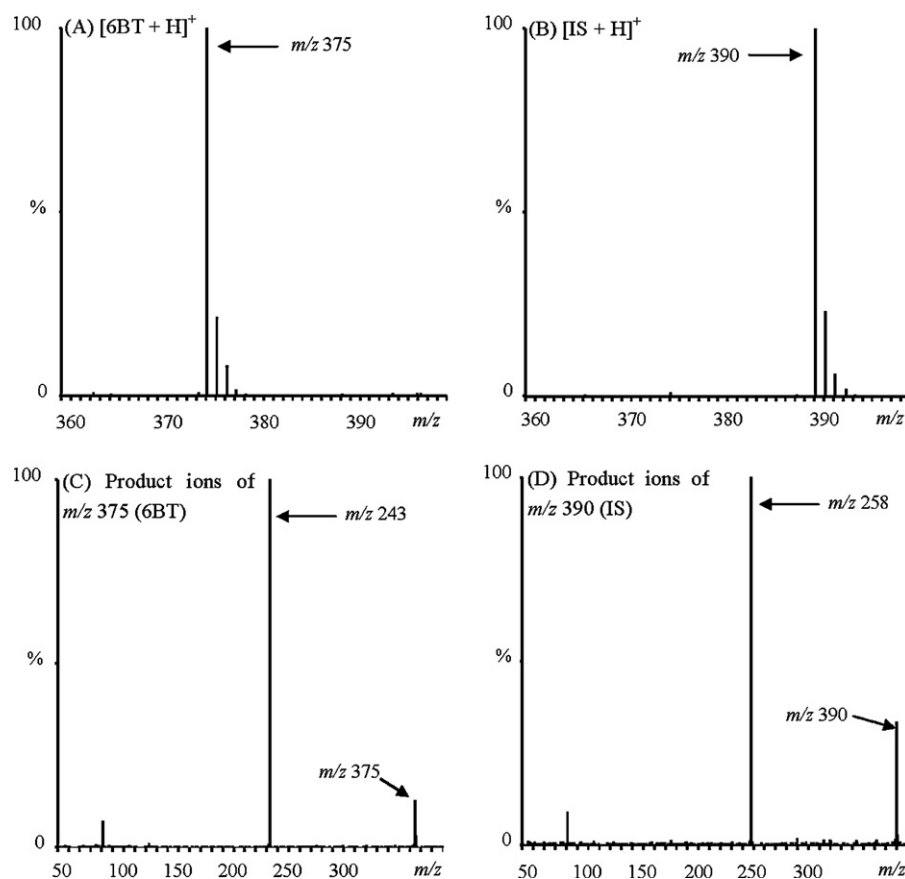 (A) [6BT + H]+
100
m/z 375
%
0
360 370 380 390 m/z
(B) [IS + H]+
100
m/z 390
%
0
360 370 380 390 m/z
(C) Product ions of
m/z 375 (6BT)
100
m/z 243
%
m/z 375
0
50 100 150 200 250 300 m/z
(D) Product ions of
m/z 390 (IS)
100
m/z 258
%
m/z 390
0
50 100 150 200 250 300 m/z